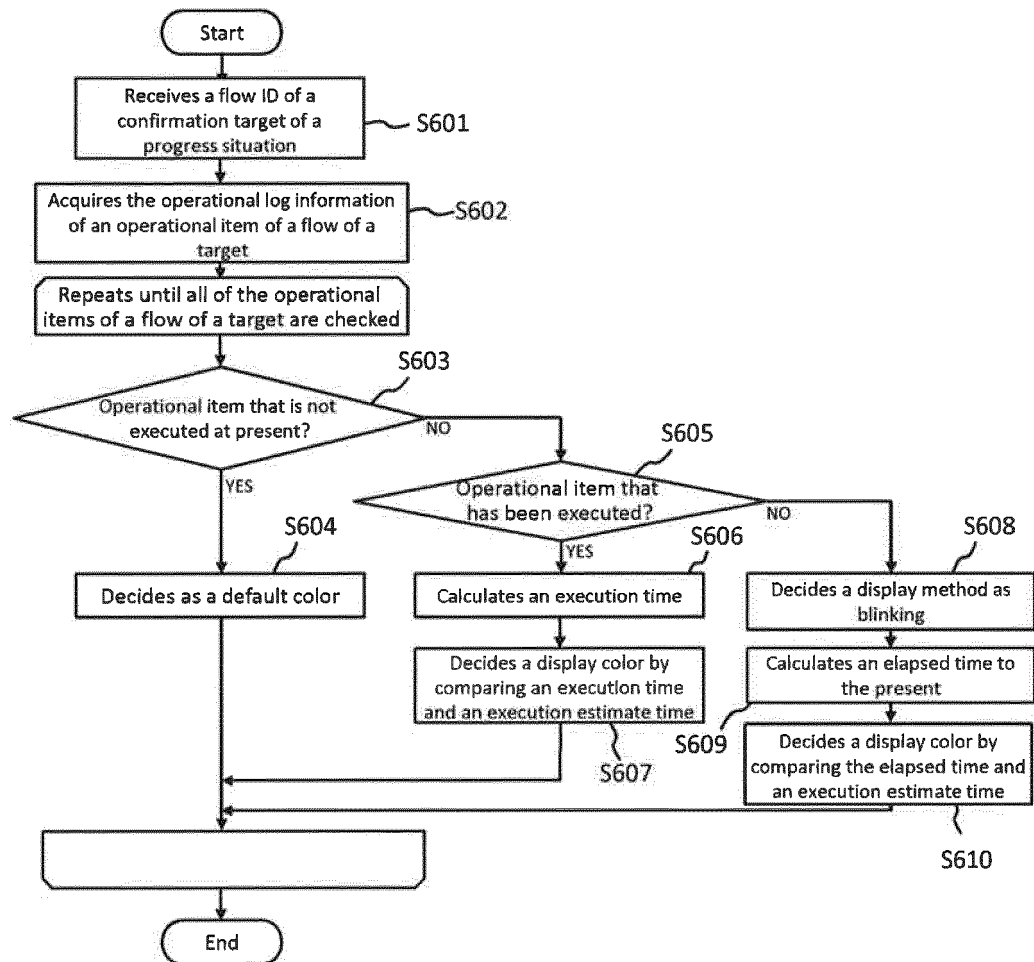 Start
Receives a flow ID of a
confirmation target of a
progress situation
S601
Acquires the operational log information
of an operational item of a flow of a
target
S602
Repeats until all of the operational
items of a flow of a target are checked
S603
Operational item that is not
executed at present?
NO
YES
S605
Operational item that
has been executed?
NO
YES
S604
Decides as a default color
S606
Calculates an execution time
Decides a display color by
comparing an execution time
and an execution estimate time
S607
S608
Decides a display method as
blinking
Calculates an elapsed time to
the present
S609
Decides a display color by
comparing the elapsed time and
an execution estimate time
S610
End